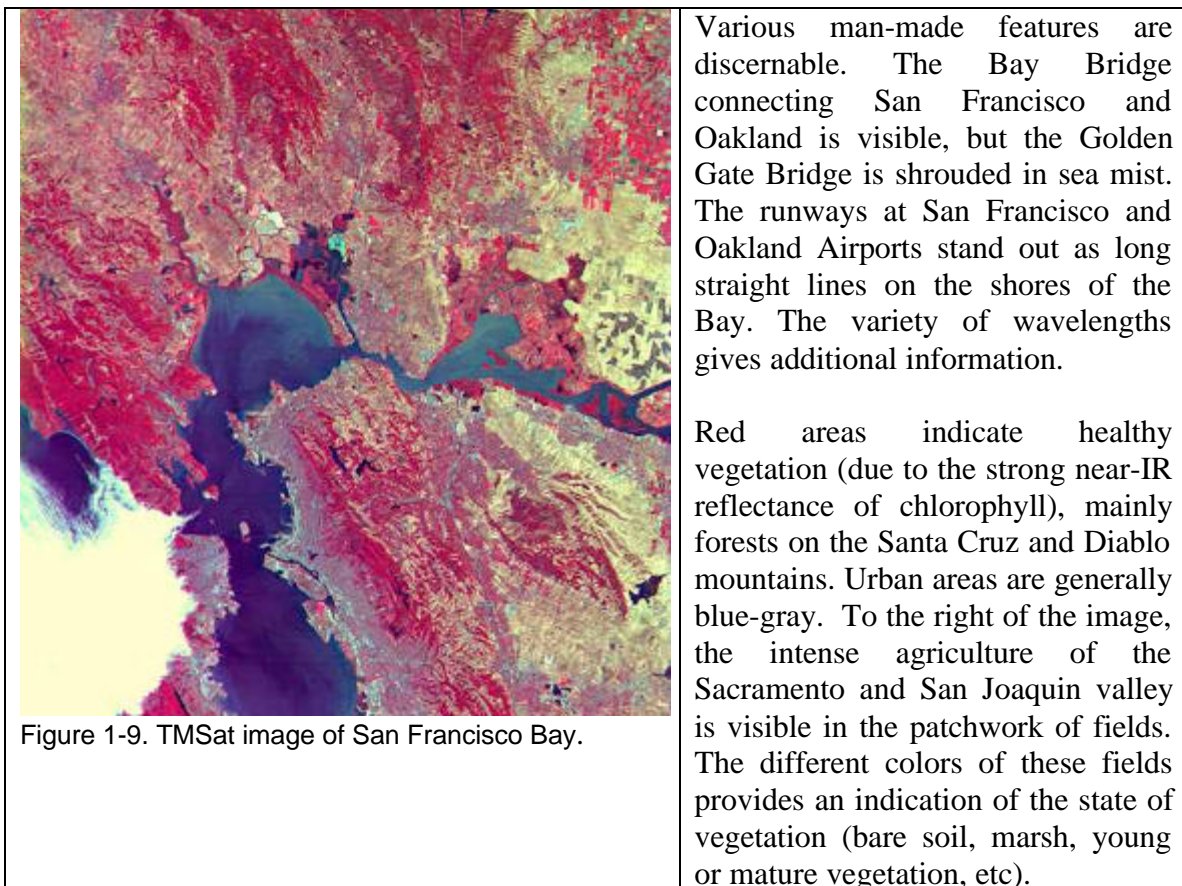 Various man-made features are
discernable. The Bay Bridge
connecting San Francisco and
Oakland is visible, but the Golden
Gate Bridge is shrouded in sea mist.
The runways at San Francisco and
Oakland Airports stand out as long
straight lines on the shores of the
Bay. The variety of wavelengths
gives additional information.
Red areas indicate healthy
vegetation (due to the strong near-IR
reflectance of chlorophyll), mainly
forests on the Santa Cruz and Diablo
mountains. Urban areas are generally
blue-gray. To the right of the image,
the intense agriculture of the
Sacramento and San Joaquin valley
is visible in the patchwork of fields.
The different colors of these fields
provides an indication of the state of
vegetation (bare soil, marsh, young
or mature vegetation, etc).
Figure 1-9. TMSat image of San Francisco Bay.